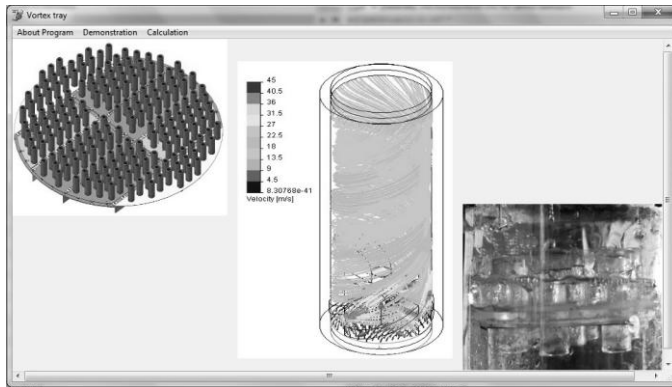 Vortex tray
About Program Demonstration Calculation
45
40.5
36
31.5
27
22.5
18
13.5
9
4.5
8.30768e-41
Velocity [m/s]